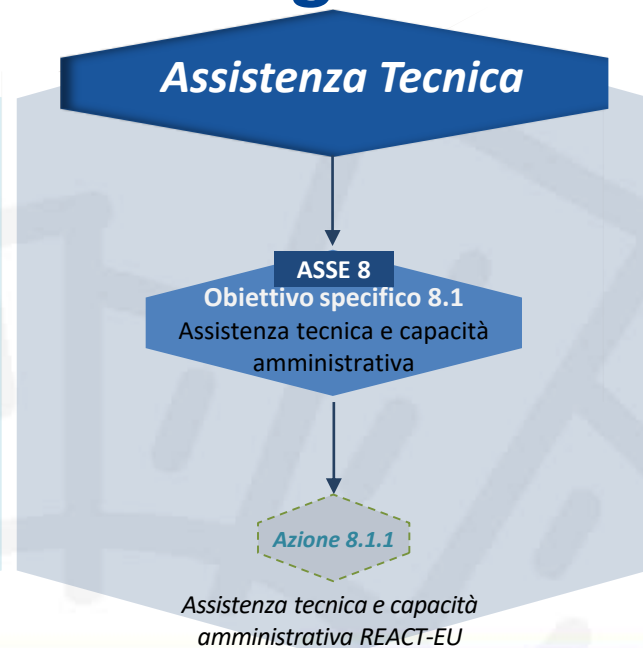 Assistenza Tecnica
ASSE 8
Obiettivo specifico 8.1
Assistenza tecnica e capacità
amministrativa
Azione 8.1.1
Assistenza tecnica e capacità
amministrativa REACT-EU